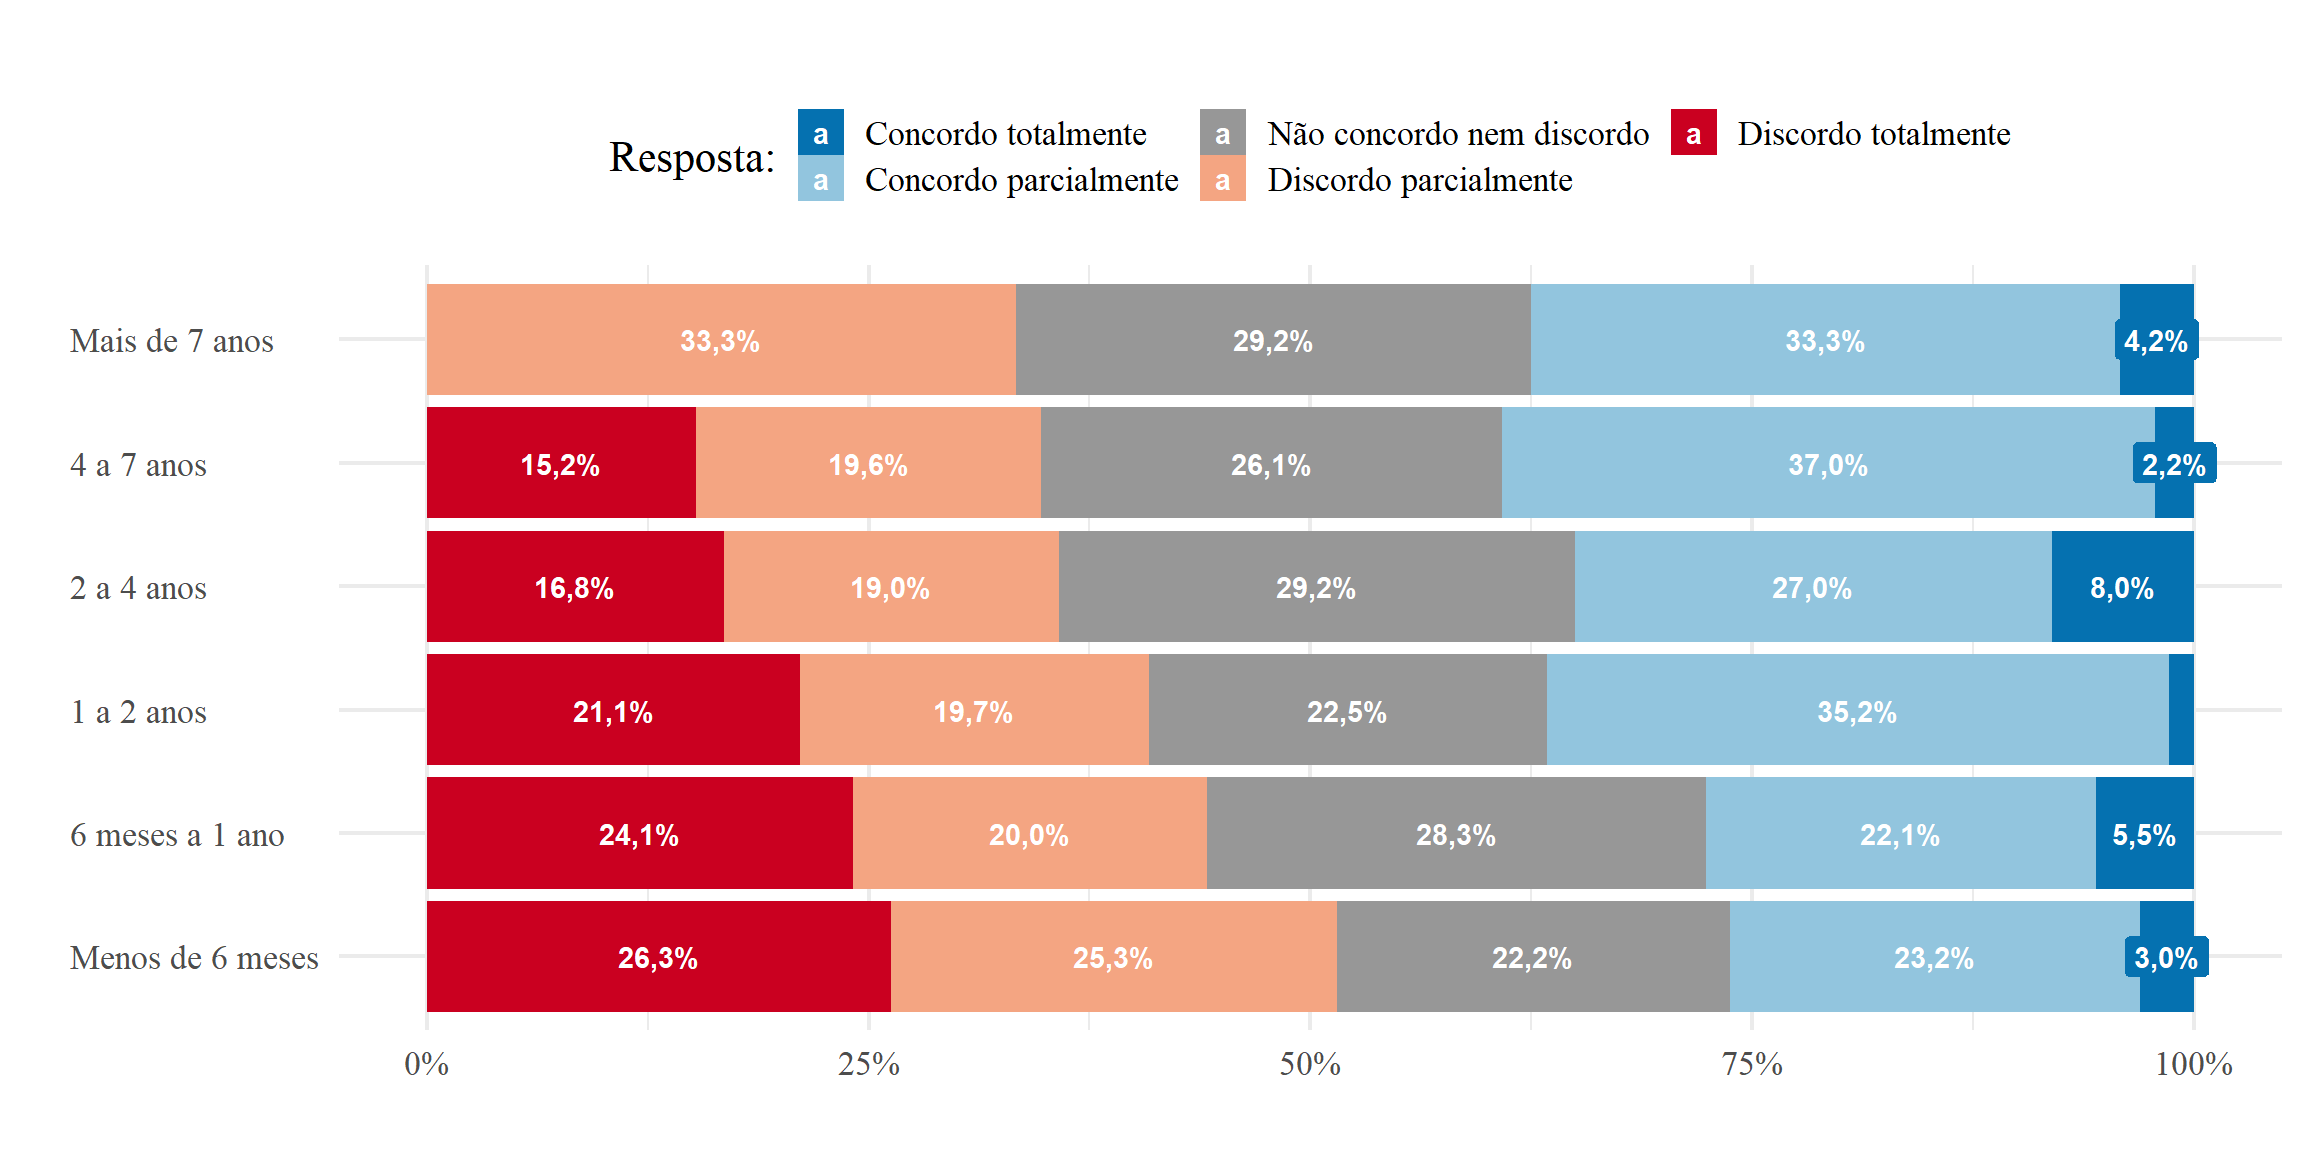 Resposta:
a Concordo totalmente a Não concordo nem discordo a Discordo totalmente
a Concordo parcialmente a Discordo parcialmente
Mais de 7 anos 33,3% 29,2% 33,3% 4,2%
4 a 7 anos 15,2% 19,6% 26,1% 37,0% 2,2%
2 a 4 anos 16,8% 19,0% 29,2% 27,0% 8,0%
1 a 2 anos 21,1% 19,7% 22,5% 35,2%
6 meses a 1 ano 24,1% 20,0% 28,3% 22,1% 5,5%
Menos de 6 meses 26,3% 25,3% 22,2% 23,2% 3,0%
0% 25% 50% 75% 100%